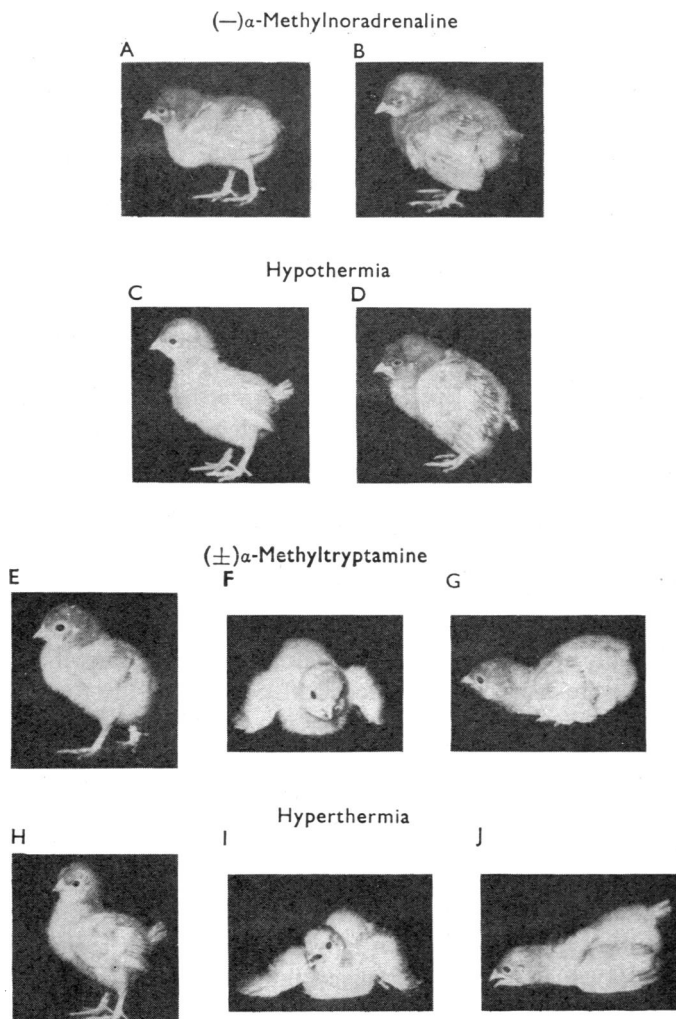 (—)α-Methylnoradrenaline
A B
Hypothermia
C D
(±)α-Methyltryptamine
E F G
Hyperthermia
H I J